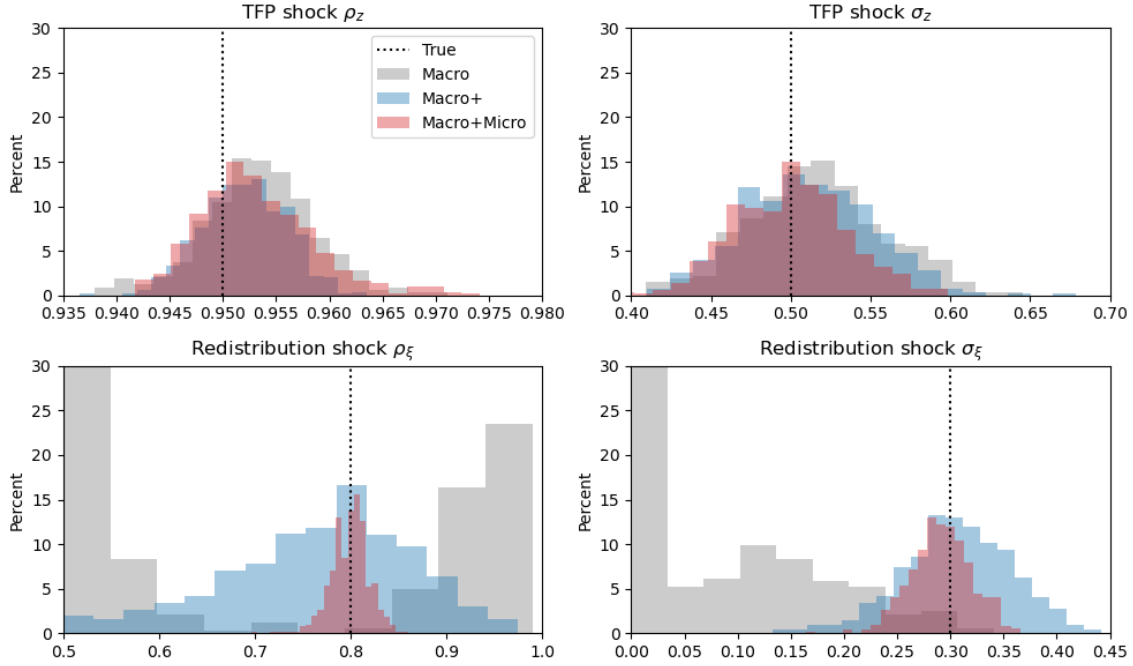 TFP shock ρz
30
25
20
15
10
5
0
Percent
0.935 0.940 0.945 0.950 0.955 0.960 0.965 0.970 0.975 0.980
True
Macro
Macro+
Macro+Micro
TFP shock σz
30
25
20
15
10
5
0
Percent
0.40 0.45 0.50 0.55 0.60 0.65 0.70
Redistribution shock ρξ
30
25
20
15
10
5
0
Percent
0.5 0.6 0.7 0.8 0.9 1.0
Redistribution shock σξ
30
25
20
15
10
5
0
Percent
0.00 0.05 0.10 0.15 0.20 0.25 0.30 0.35 0.40 0.45